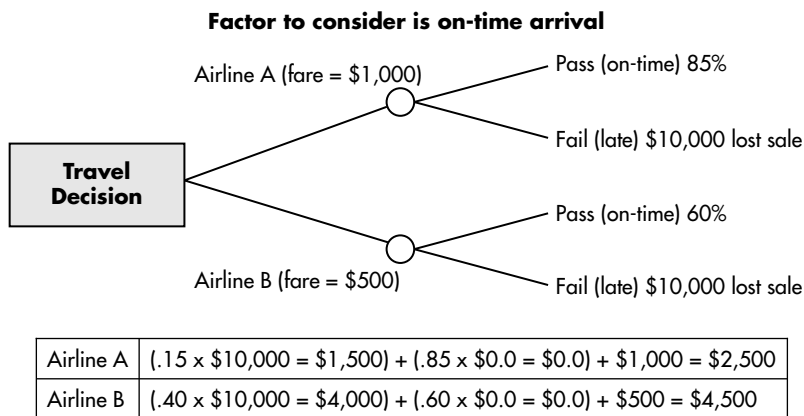 Factor to consider is on-time arrival
Airline A (fare = $1,000)
Pass (on-time) 85%
Fail (late) $10,000 lost sale
Travel
Decision
Pass (on-time) 60%
Airline B (fare = $500)
Fail (late) $10,000 lost sale
Airline A (.15 x $10,000 = $1,500) + (.85 x $0.0 = $0.0) + $1,000 = $2,500
Airline B (.40 x $10,000 = $4,000) + (.60 x $0.0 = $0.0) + $500 = $4,500